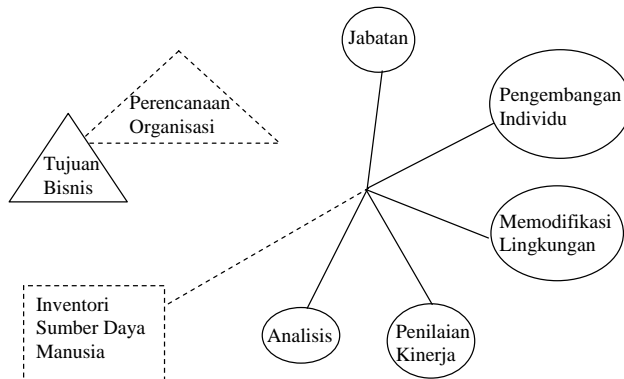 Jabatan
Perencanaan
Organisasi
Pengembangan
Individu
Tujuan
Bisnis
Memodifikasi
Lingkungan
Inventori
Sumber Daya
Manusia
Analisis
Penilaian
Kinerja